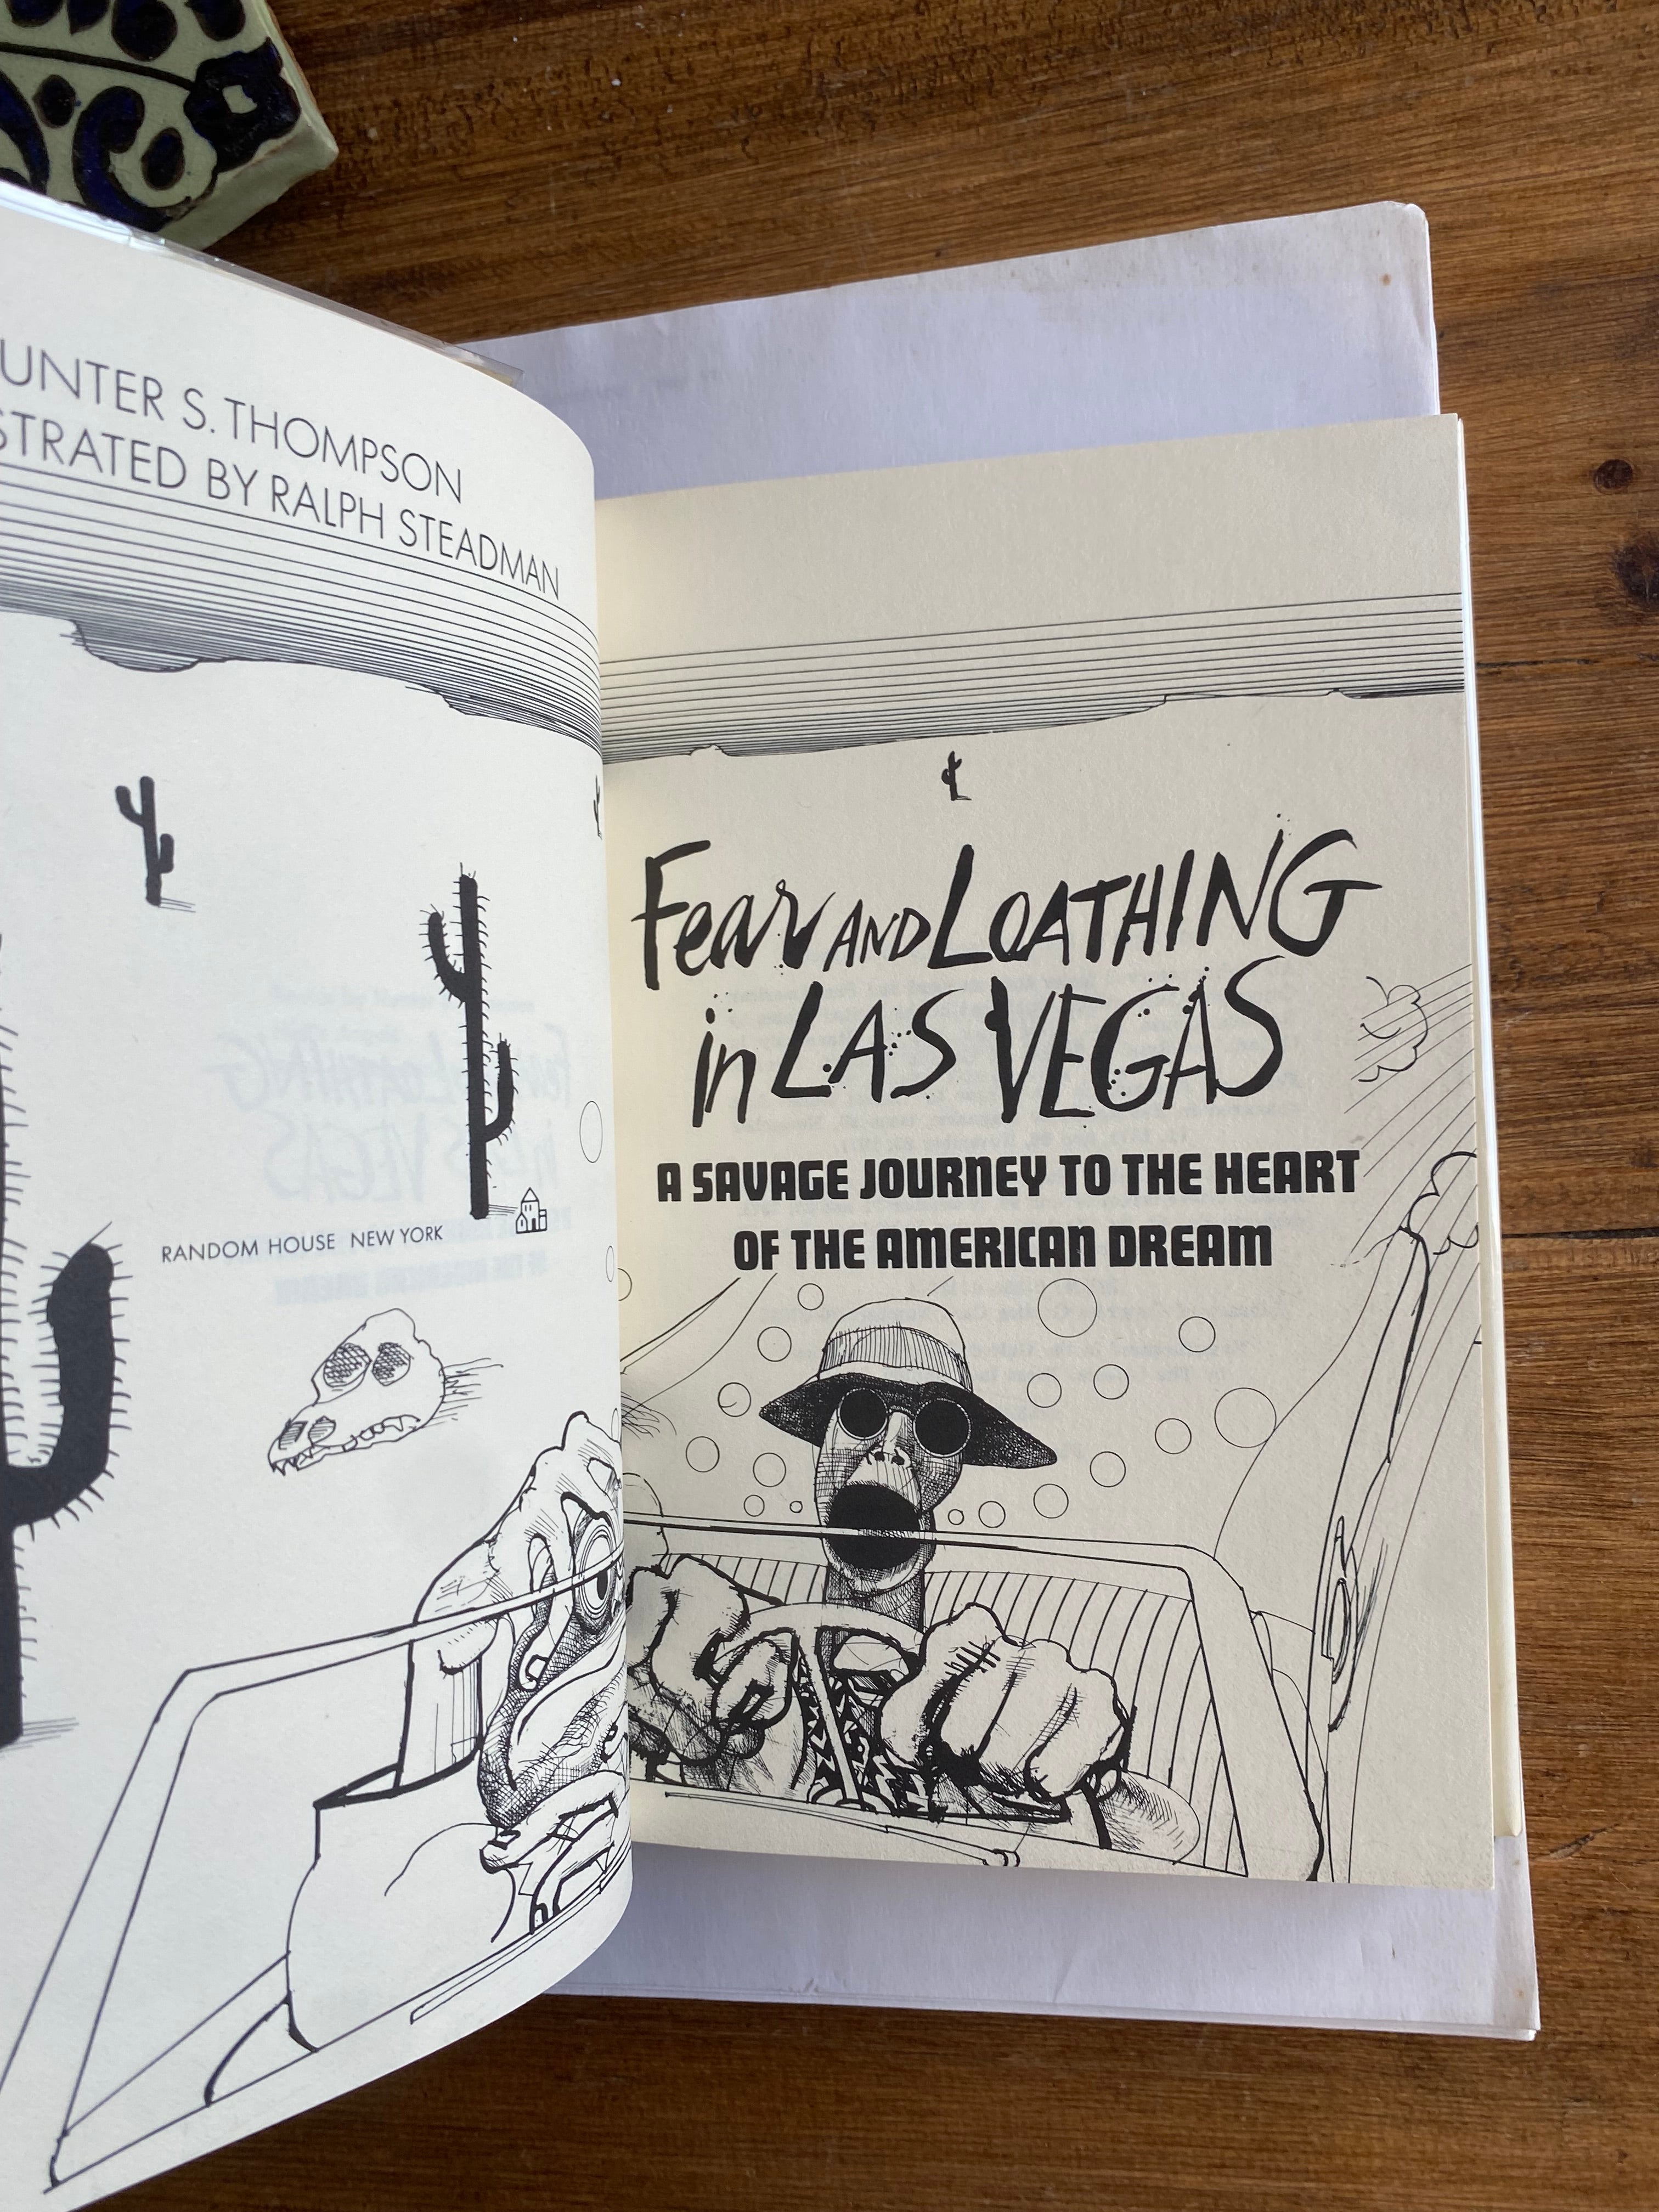 UNTER S. THOMPSON
STRATED BY RALPH STEADMAN
RANDOM HOUSE NEW YORK
Fear AND LOATHING
in LAS VEGAS
A SAVAGE JOURNEY TO THE HEART
OF THE AMERICAN DREAM